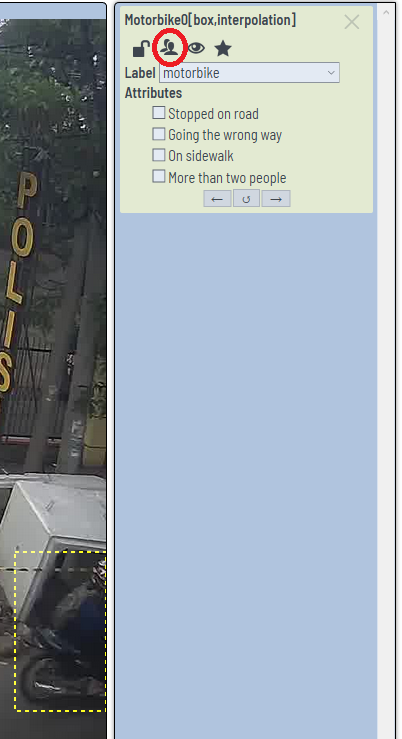 Motorbike0[box,interpolation]
Label motorbike
Attributes
Stopped on road
Going the wrong way
On sidewalk
More than two people
POLIS